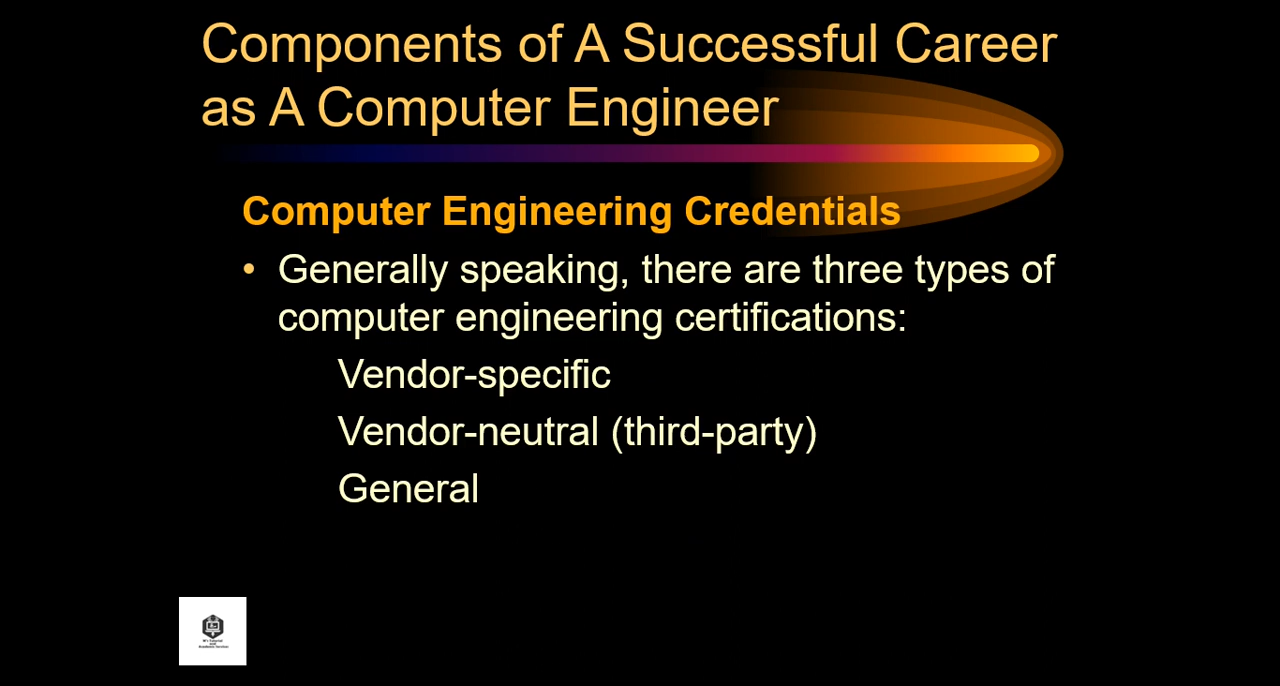 Components of A Successful Career
as A Computer Engineer
Computer Engineering Credentials
• Generally speaking, there are three types of
computer engineering certifications:
Vendor-specific
Vendor-neutral (third-party)
General